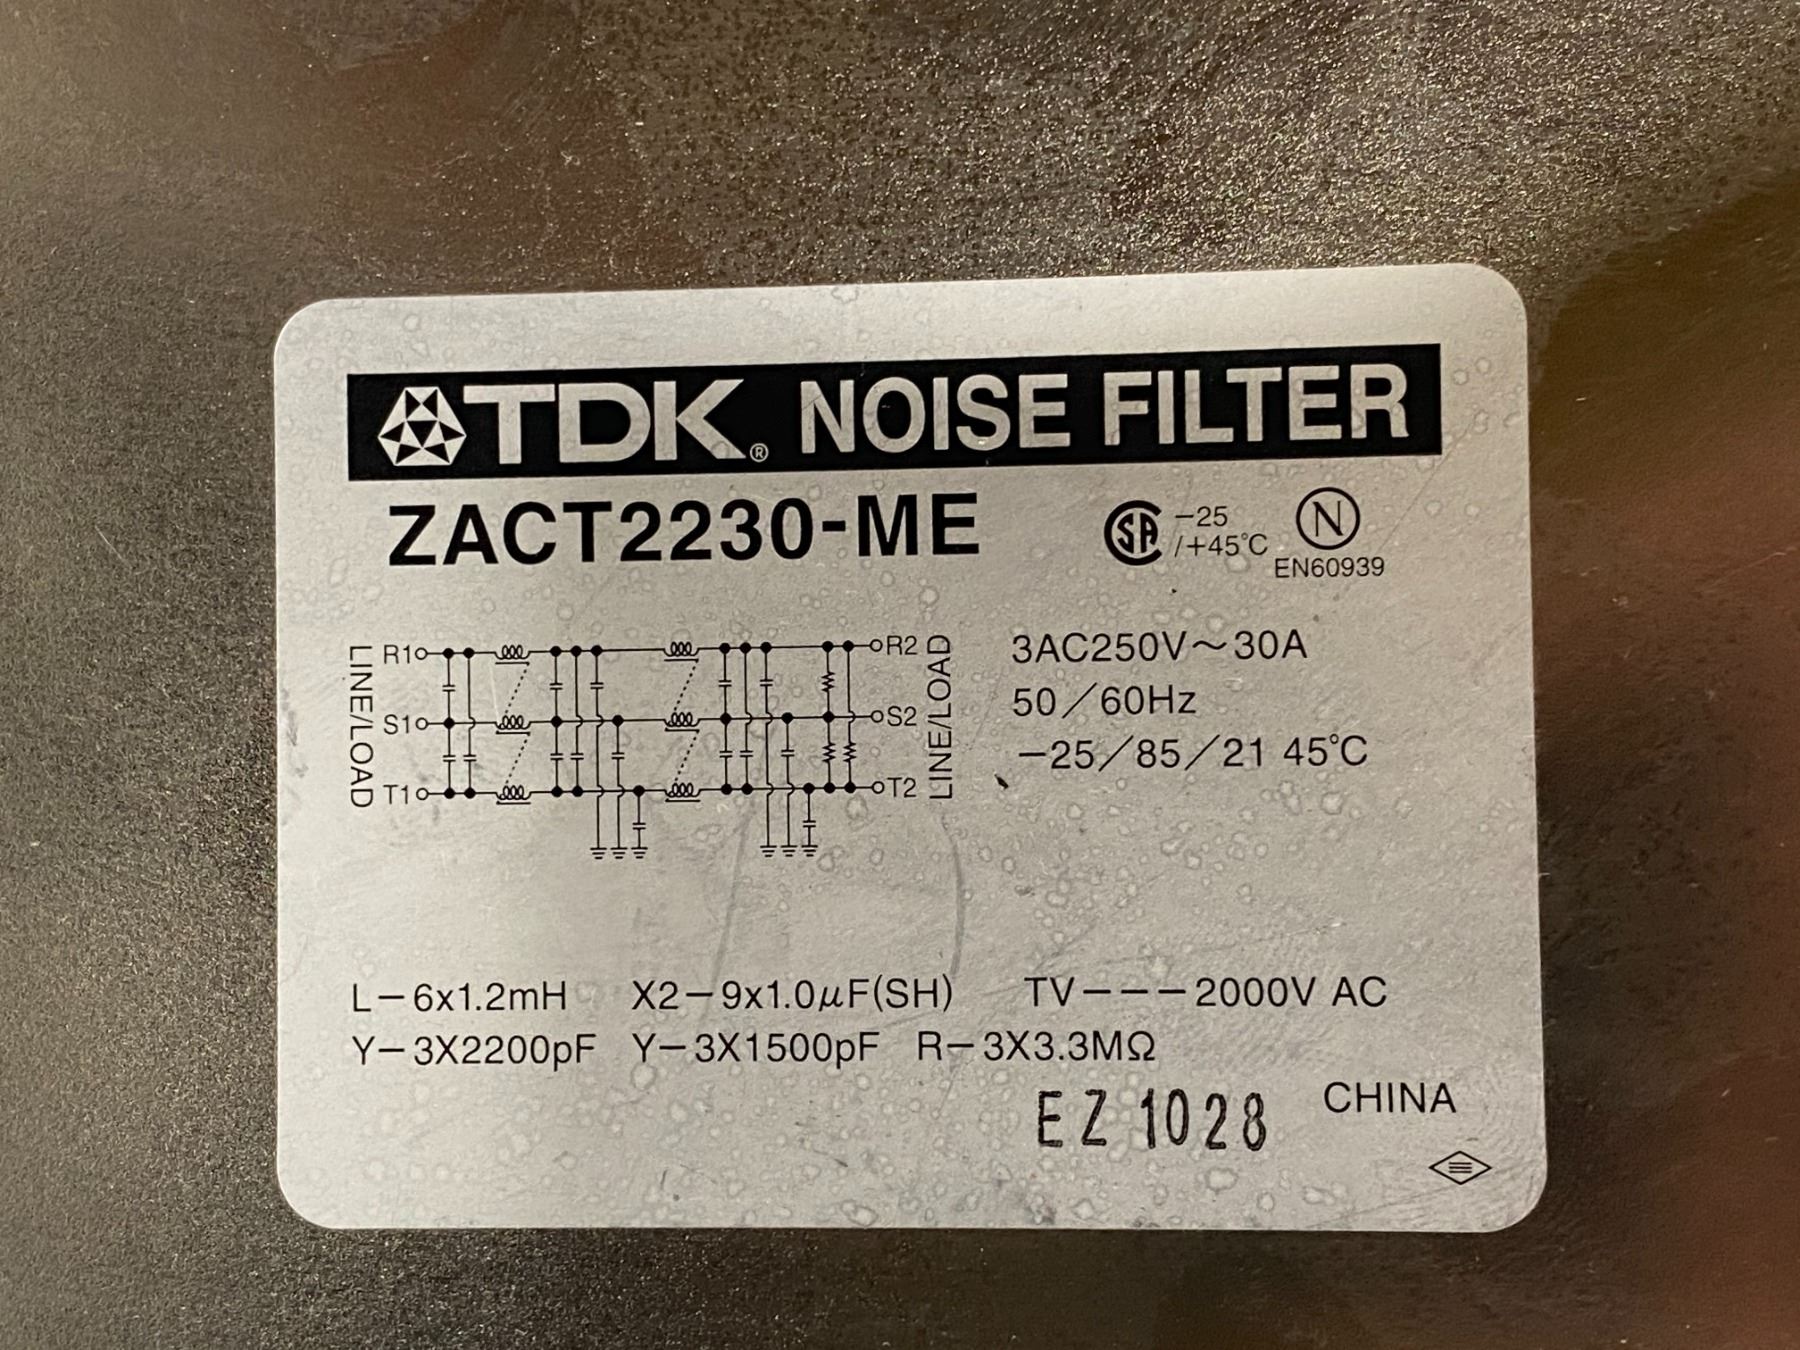 TDK® NOISE FILTER
ZACT2230-ME
SA -25/+45°C N
EN60939
LINE/LOAD
R1
S1
T1
R2
S2
T2
LINE/LOAD
3AC250V~30A
50/60Hz
-25/85/21 45°C
L-6x1.2mH X2-9x1.0μF(SH) TV---2000V AC
Y-3X2200pF Y-3X1500pF R-3X3.3MΩ
EZ1028 CHINA